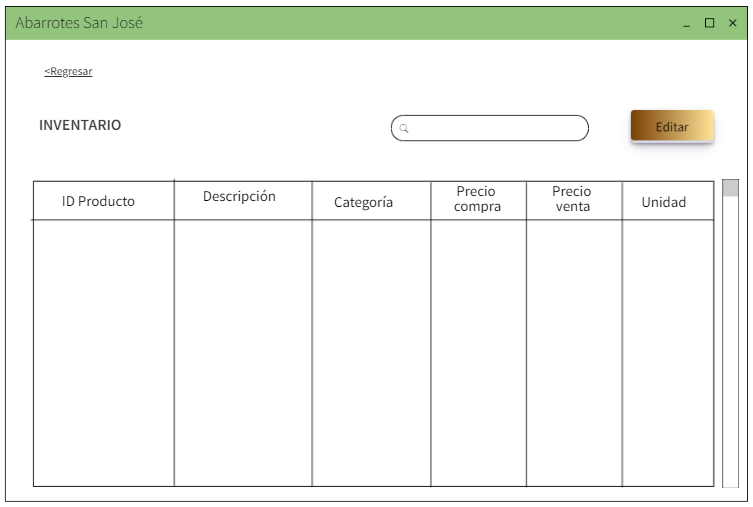 Abarrotes San José
<Regresar
INVENTARIO
Editar
ID Producto
Descripción
Categoría
Precio
compra
Precio
venta
Unidad